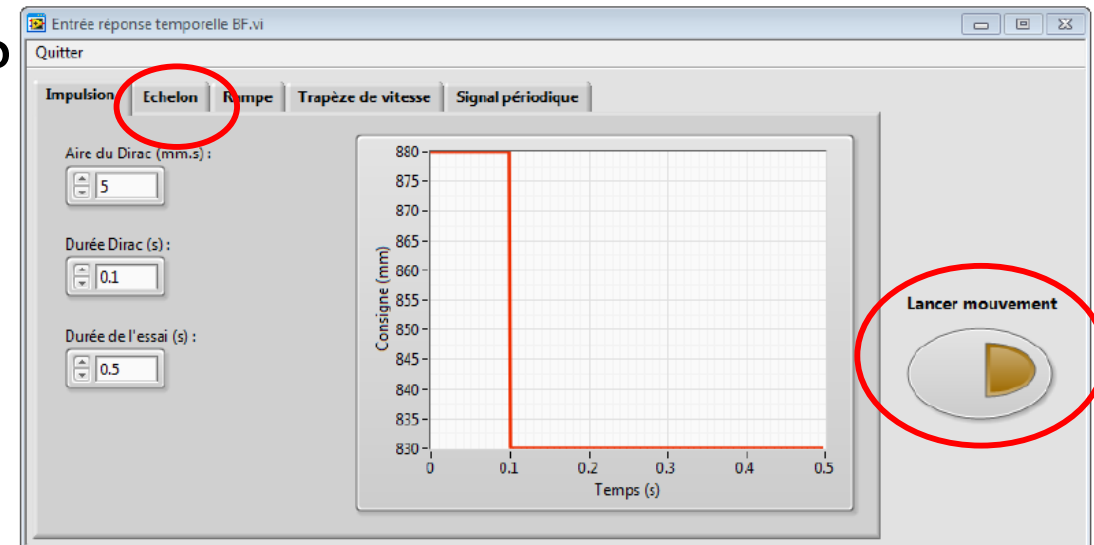 Entrée réponse temporelle BF.vi
Quitter
Impulsion Echelon Rampe Trapèze de vitesse Signal périodique
Aire du Dirac (mm.s) :
5
Durée Dirac (s) :
0.1
Durée de l'essai (s) :
0.5
Consigne (mm)
880
875
870
865
860
855
850
845
840
835
830
0 0.1 0.2 0.3 0.4 0.5
Temps (s)
Lancer mouvement